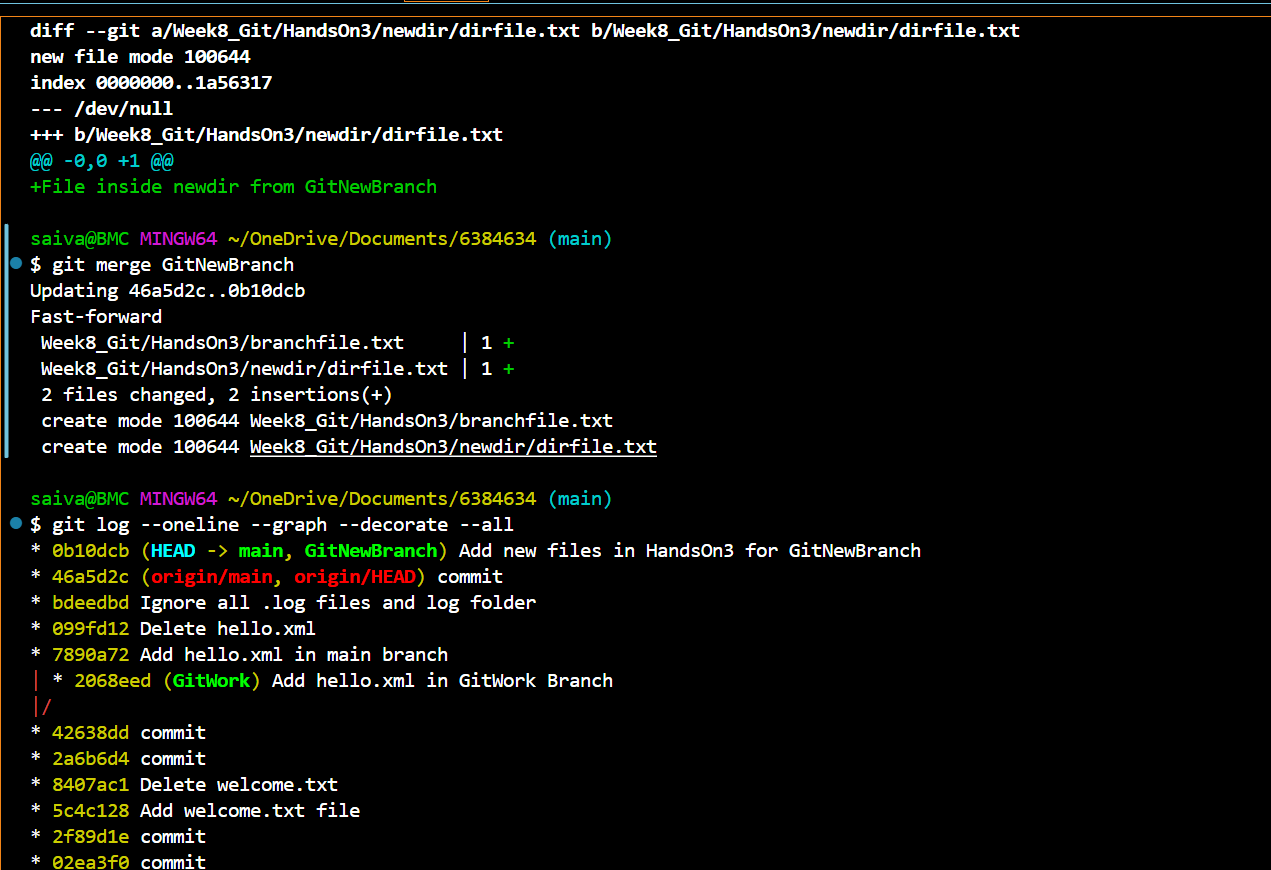 diff --git a/Week8_Git/HandsOn3/newdir/dirfile.txt b/Week8_Git/HandsOn3/newdir/dirfile.txt
new file mode 100644
index 0000000..1a56317
--- /dev/null
+++ b/Week8_Git/HandsOn3/newdir/dirfile.txt
@@ -0,0 +1 @@
+File inside newdir from GitNewBranch

saiva@BMC MINGW64 ~/OneDrive/Documents/6384634 (main)
$ git merge GitNewBranch
Updating 46a5d2c..0b10dcb
Fast-forward
 Week8_Git/HandsOn3/branchfile.txt     | 1 +
 Week8_Git/HandsOn3/newdir/dirfile.txt | 1 +
 2 files changed, 2 insertions(+)
 create mode 100644 Week8_Git/HandsOn3/branchfile.txt
 create mode 100644 Week8_Git/HandsOn3/newdir/dirfile.txt

saiva@BMC MINGW64 ~/OneDrive/Documents/6384634 (main)
$ git log --oneline --graph --decorate --all
* 0b10dcb (HEAD -> main, GitNewBranch) Add new files in HandsOn3 for GitNewBranch
* 46a5d2c (origin/main, origin/HEAD) commit
* bdeedbd Ignore all .log files and log folder
* 099fd12 Delete hello.xml
* 7890a72 Add hello.xml in main branch
| * 2068eed (GitWork) Add hello.xml in GitWork Branch
|/
* 42638dd commit
* 2a6b6d4 commit
* 8407ac1 Delete welcome.txt
* 5c4c128 Add welcome.txt file
* 2f89d1e commit
* 02ea3f0 commit